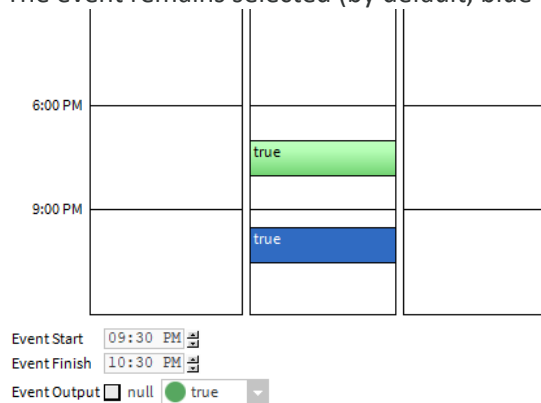 The event remains selected (by default, blue
6:00 PM
true
9:00 PM
true
Event Start 09:30 PM
Event Finish 10:30 PM
Event Output null true